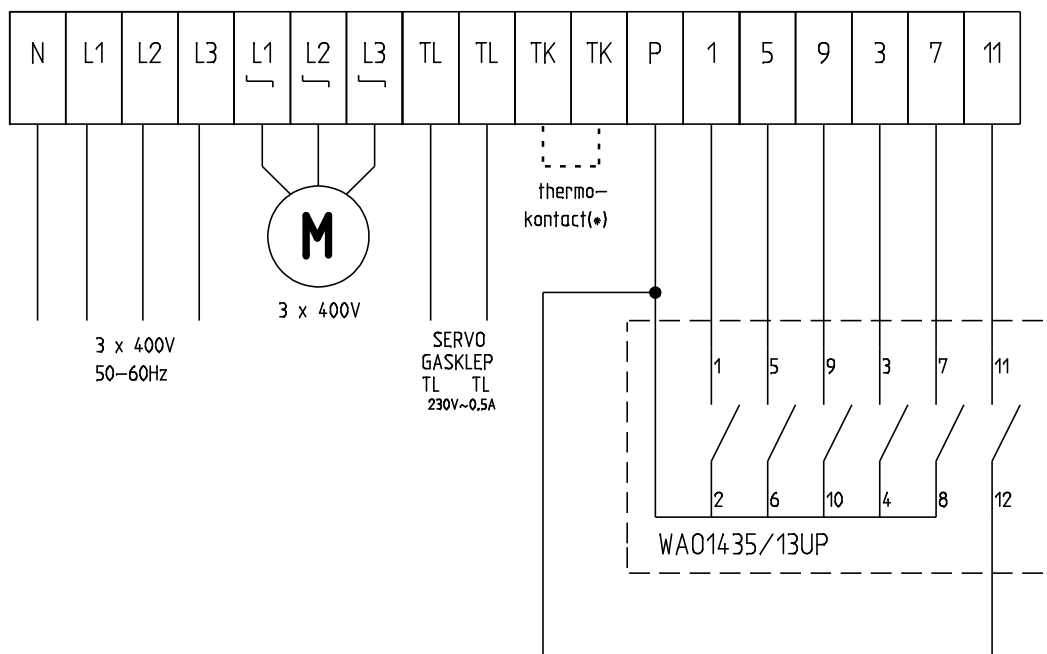 N L1 L2 L3 L1 L2 L3 TL TL TK TK P 1 5 9 3 7 11
thermo-
kontact(*)
M
3 x 400V
3 x 400V
50-60Hz
SERVO
GASKLEP
TL TL
230V~0,5A
1 5 9 3 7 11
2 6 10 4 8 12
WA01435/13UP